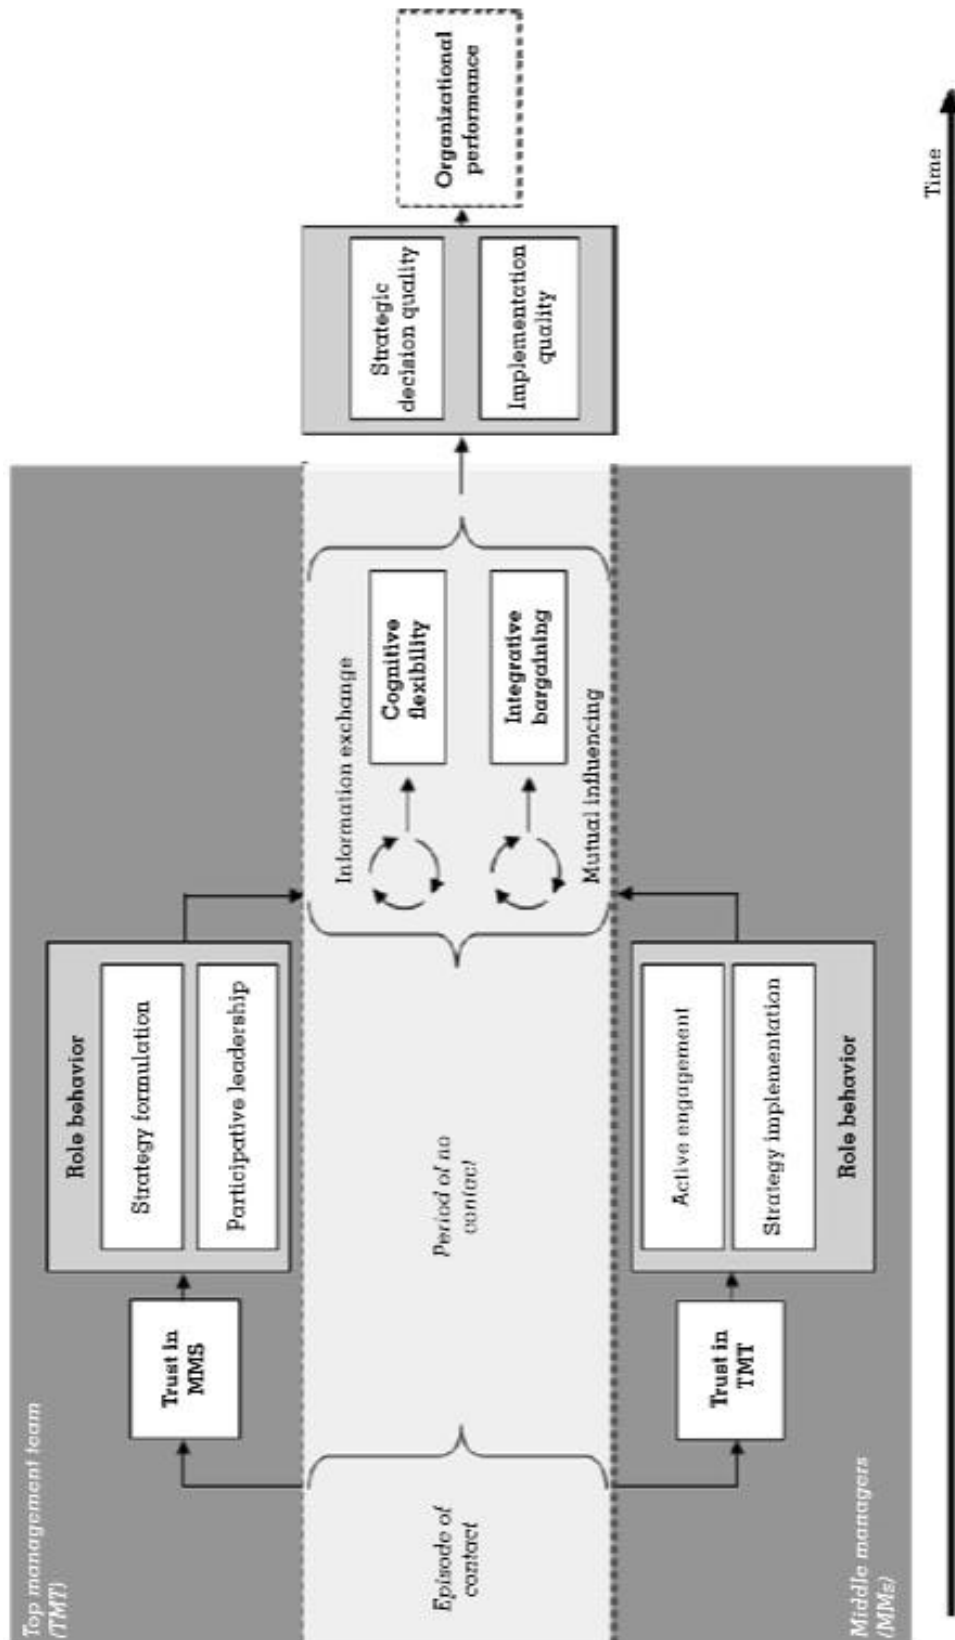 Top management team
(TMT)
Trust in
MMS
Role behavior
Strategy formulation
Participative leadership
Episode of
contact
Period of no
contact
Information exchange
Cognitive
flexibility
Integrative
bargaining
Mutual influencing
Strategic
decision quality
Implementation
quality
Organizational
performance
Trust in
TMT
Active engagement
Strategy implementation
Role behavior
Middle managers
(MMs)
Time